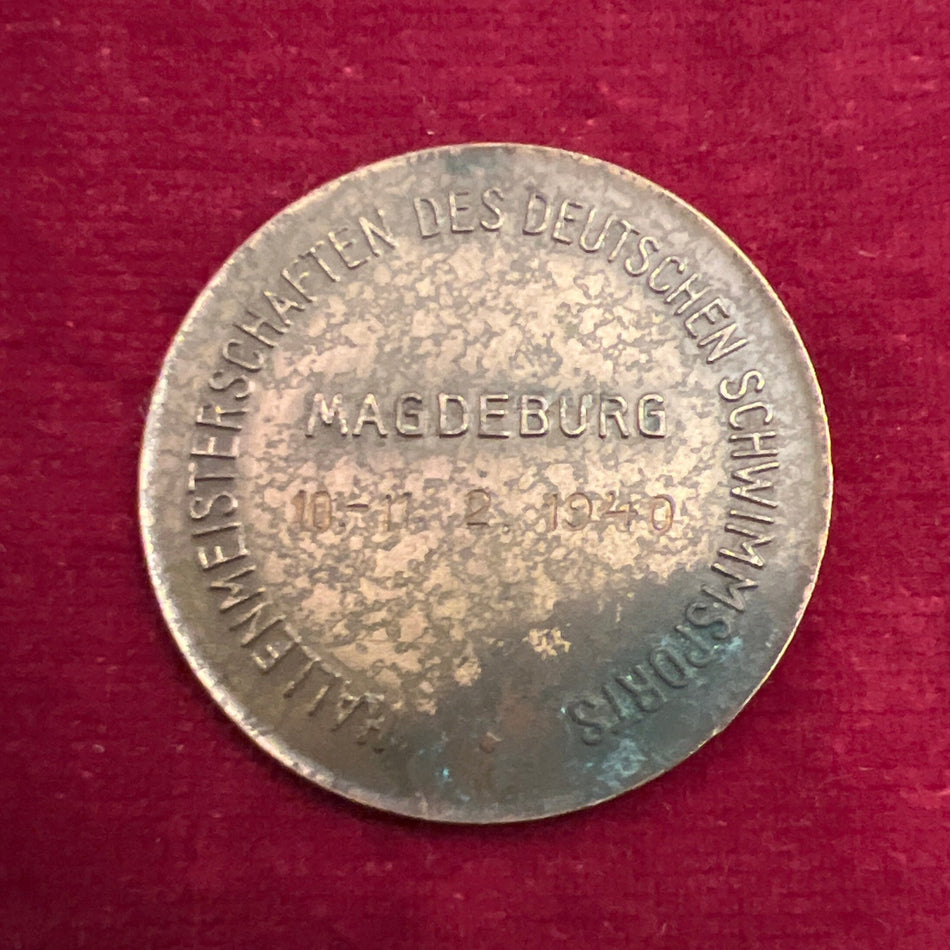 HALLENMEISTERSCHAFTEN DES DEUTSCHEN SCHWIMMSPORTS
MAGDEBURG
10.-11. 2. 1940